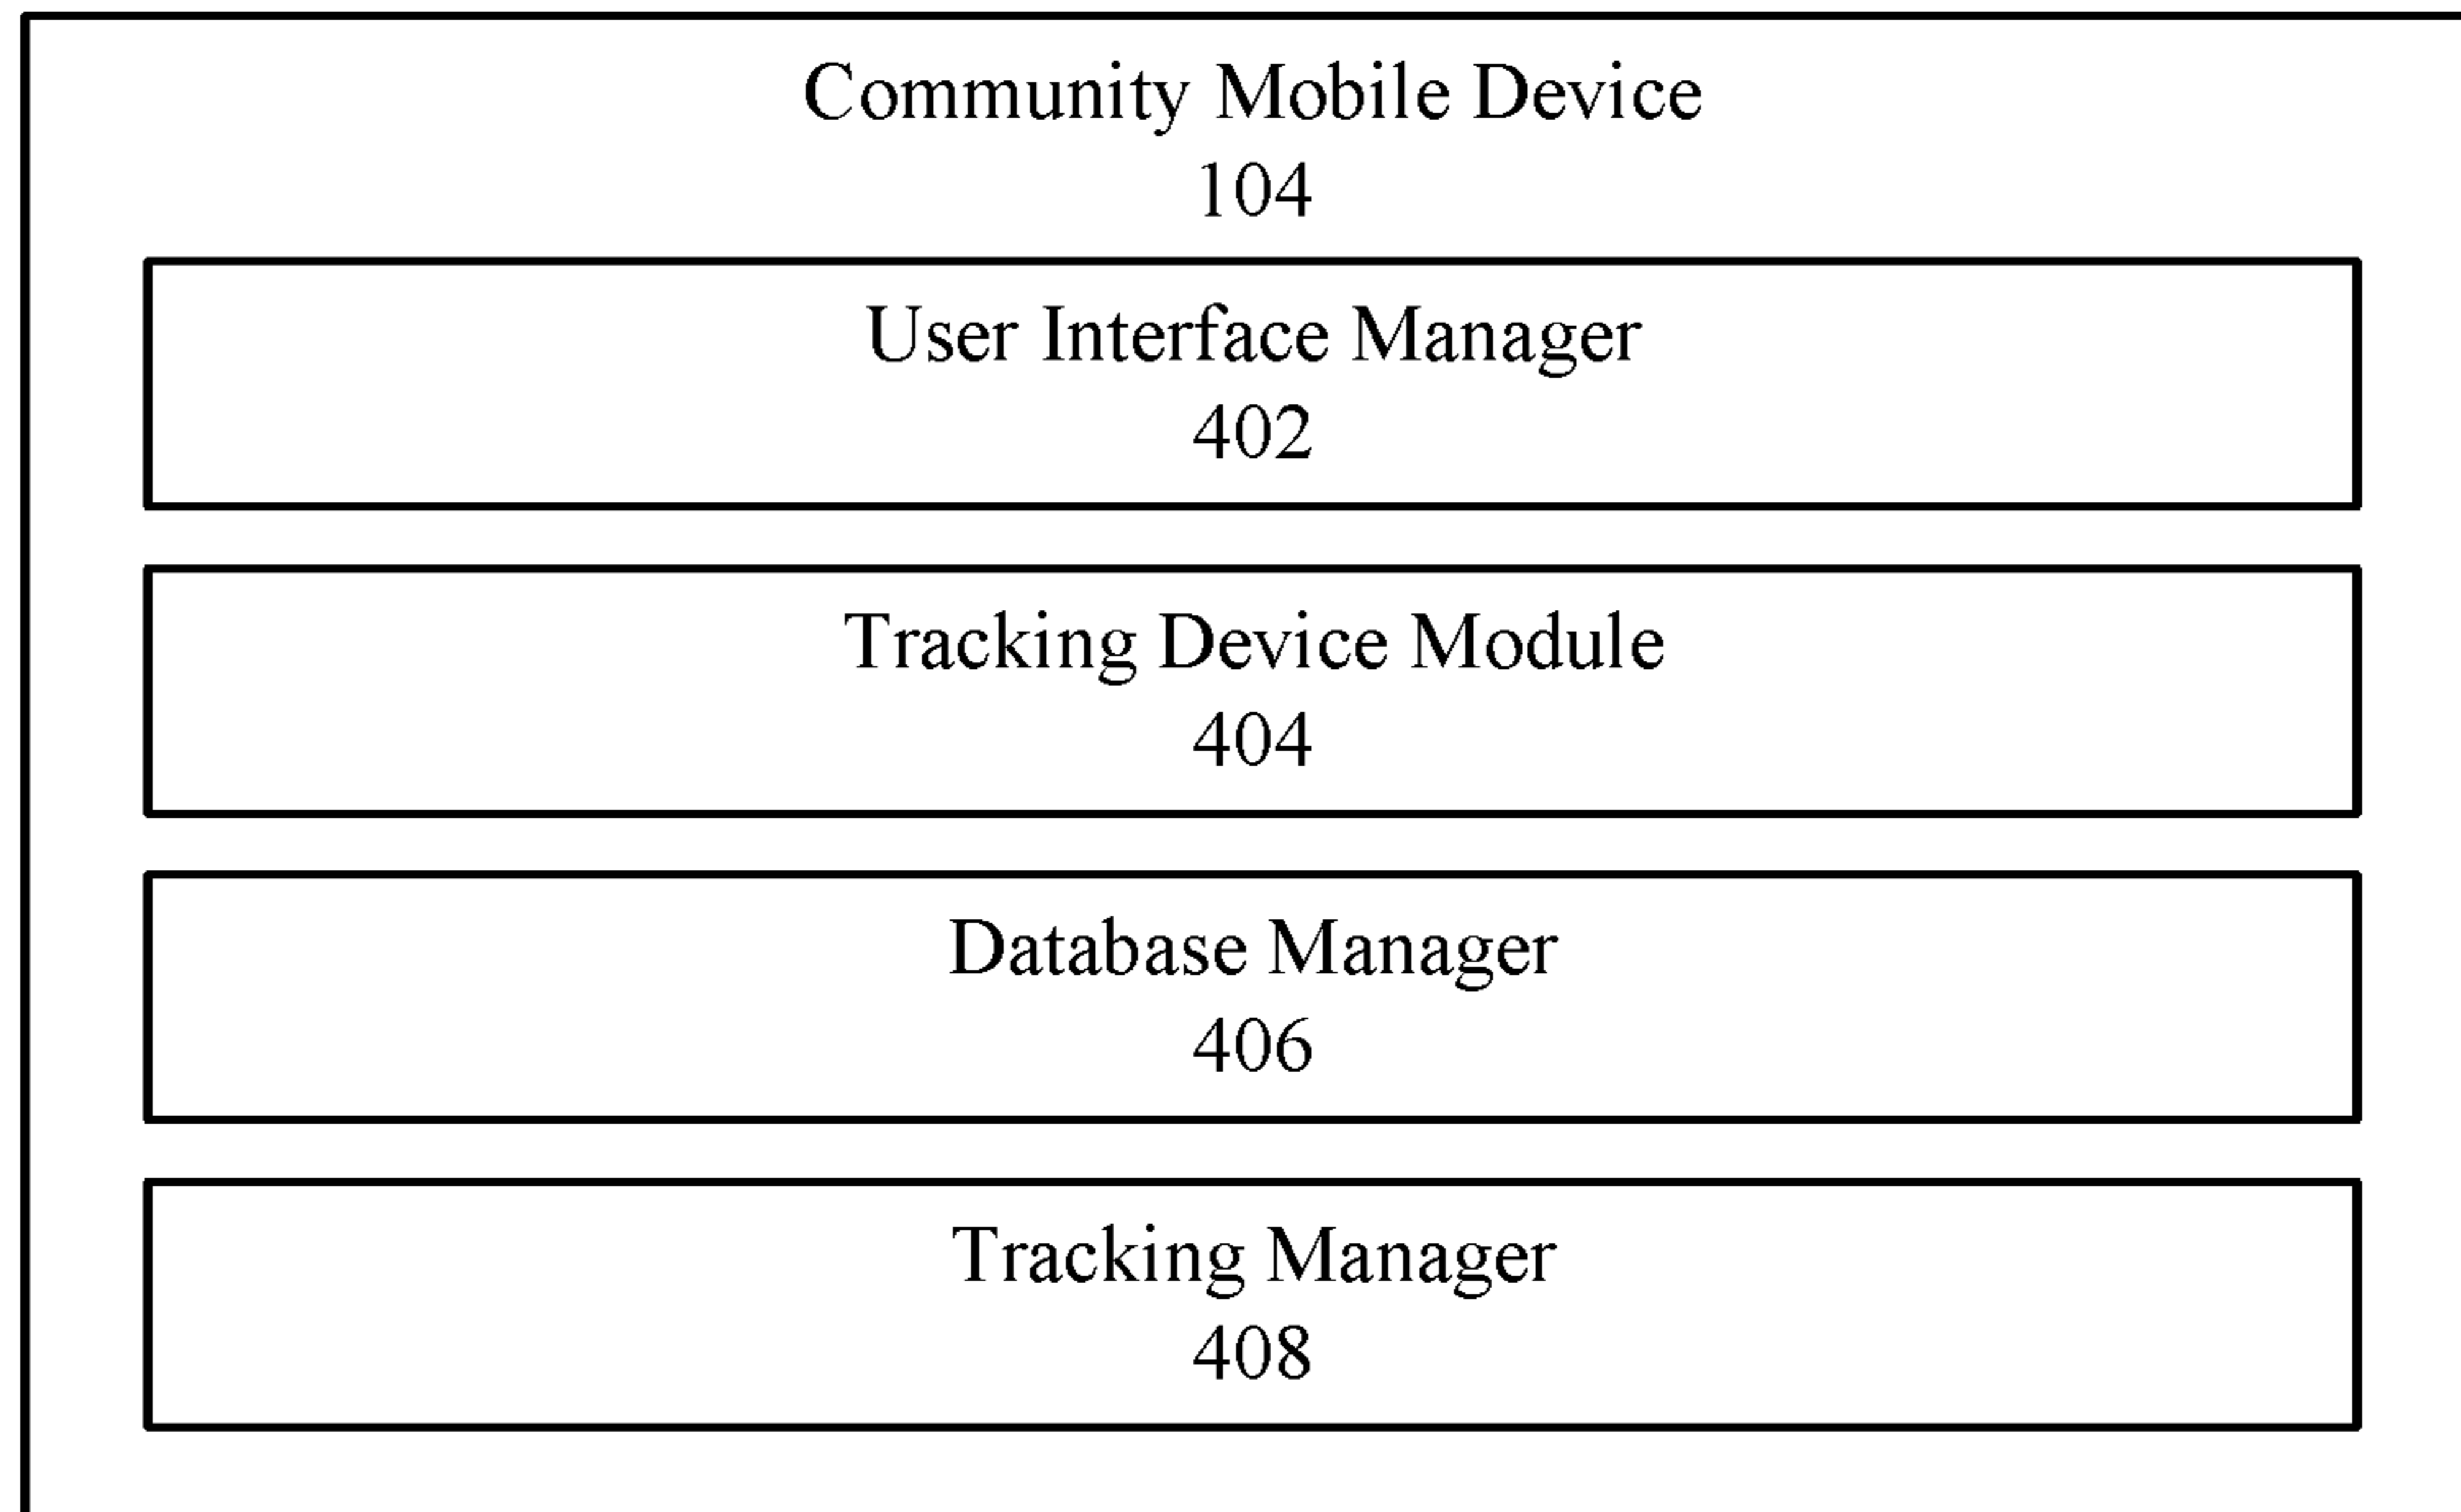 Community Mobile Device
104
User Interface Manager
402
Tracking Device Module
404
Database Manager
406
Tracking Manager
408